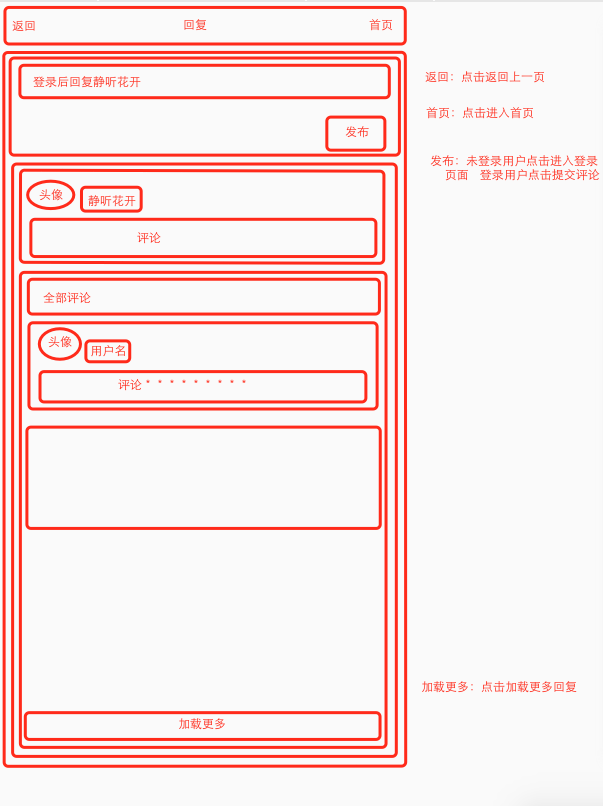 返回
回复
首页
登录后回复静听花开
返回：点击返回上一页
首页：点击进入首页
发布
发布：未登录用户点击进入登录
页面　登录用户点击提交评论
头像
静听花开
评论
全部评论
头像
用户名
评论＊＊＊＊＊＊＊＊＊
加载更多：点击加载更多回复
加载更多